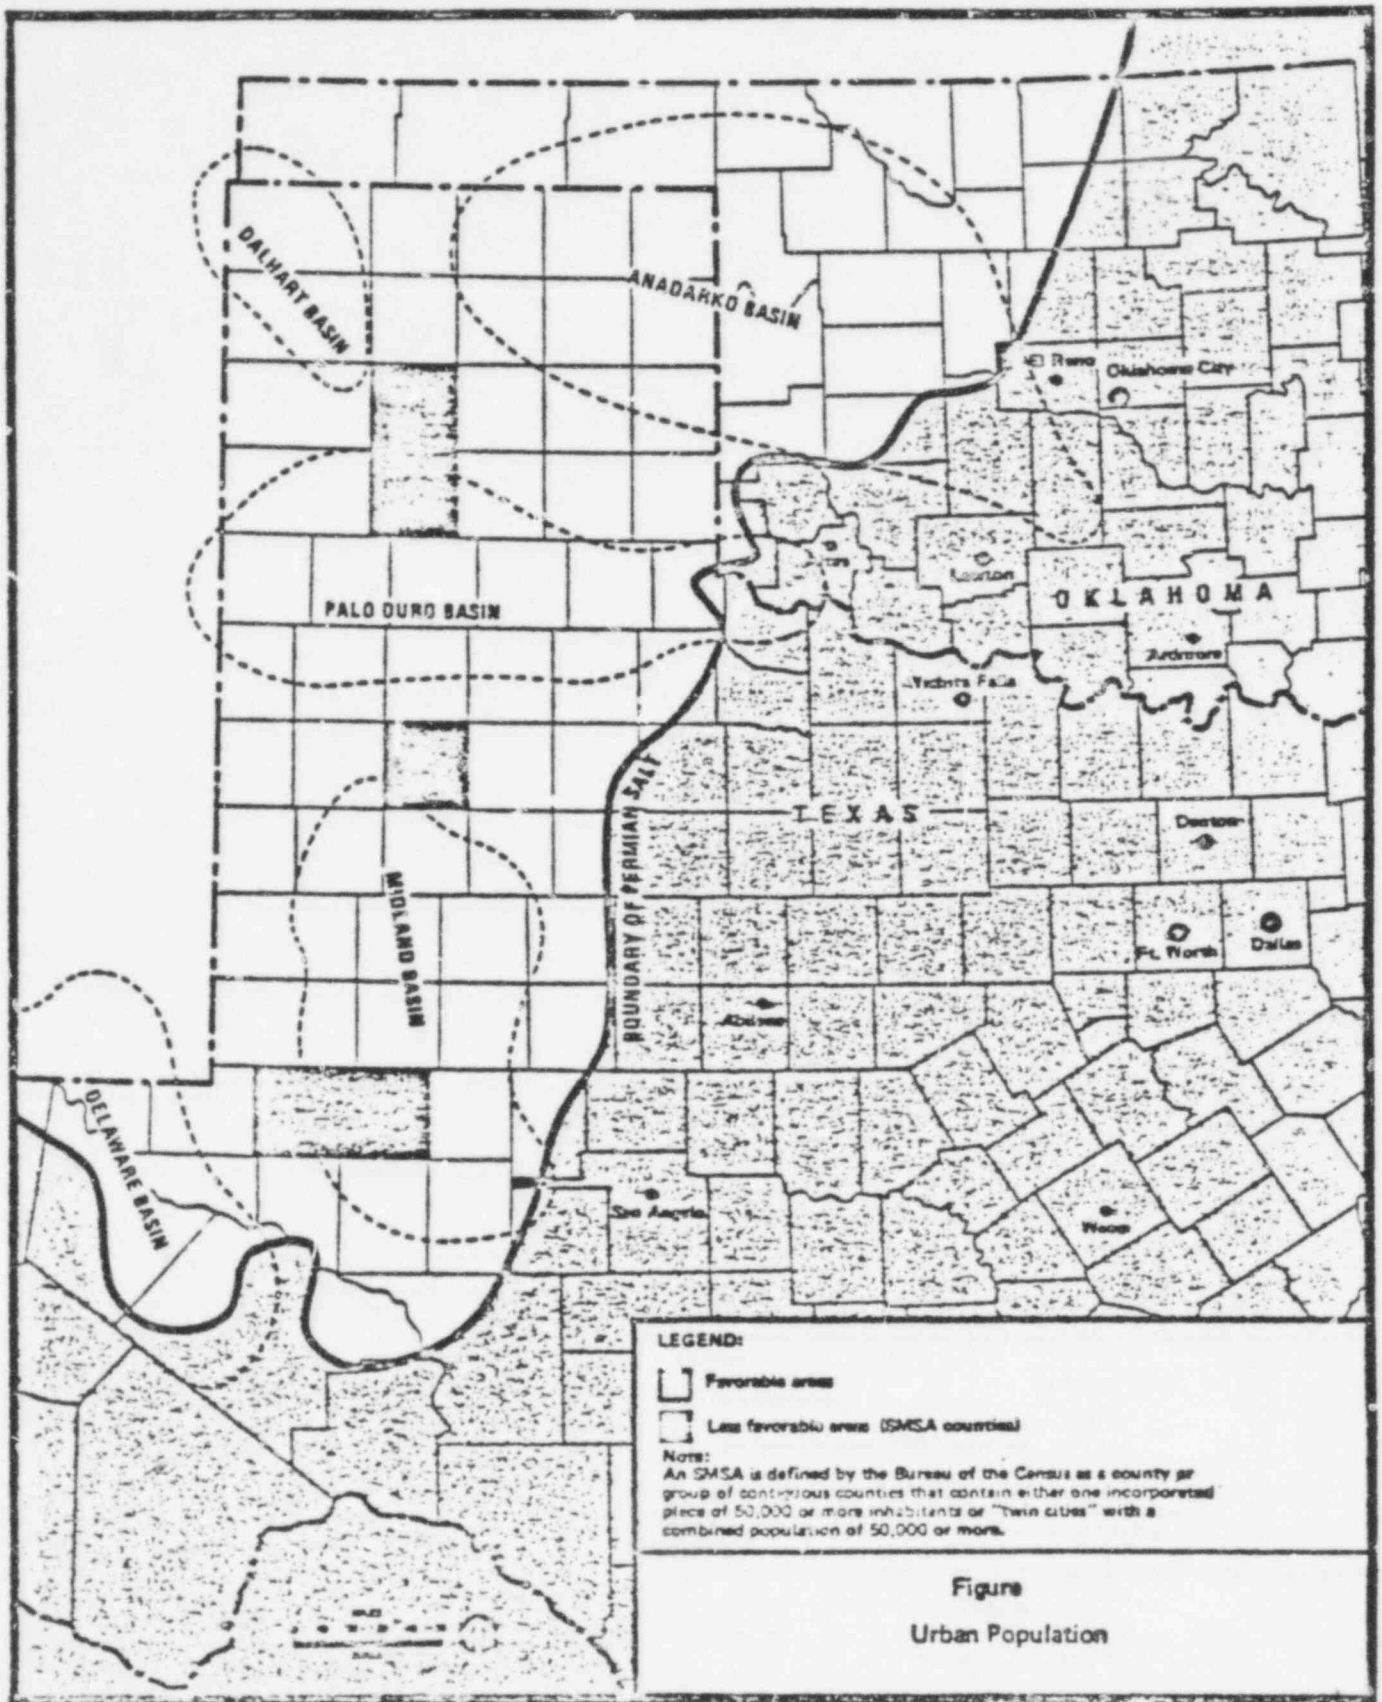 DALHARY BASIN
ANADARKO BASIN
El Reno
Oklahoma City
Lawton
OKLAHOMA
PALO DURO BASIN
Ardmore
Wichita Falls
BOUNDARY OF PERMIAN SALT
TEXAS
Denton
MIDLAND BASIN
Ft. Worth
Dallas
Abilene
DELAWARE BASIN
San Angelo
Waco
LEGEND:
Favorable areas
Less favorable areas (SMSA counties)
Note:
An SMSA is defined by the Bureau of the Census as a county or
group of contiguous counties that contain either one incorporated
place of 50,000 or more inhabitants or "twin cities" with a
combined population of 50,000 or more.
Figure
Urban Population